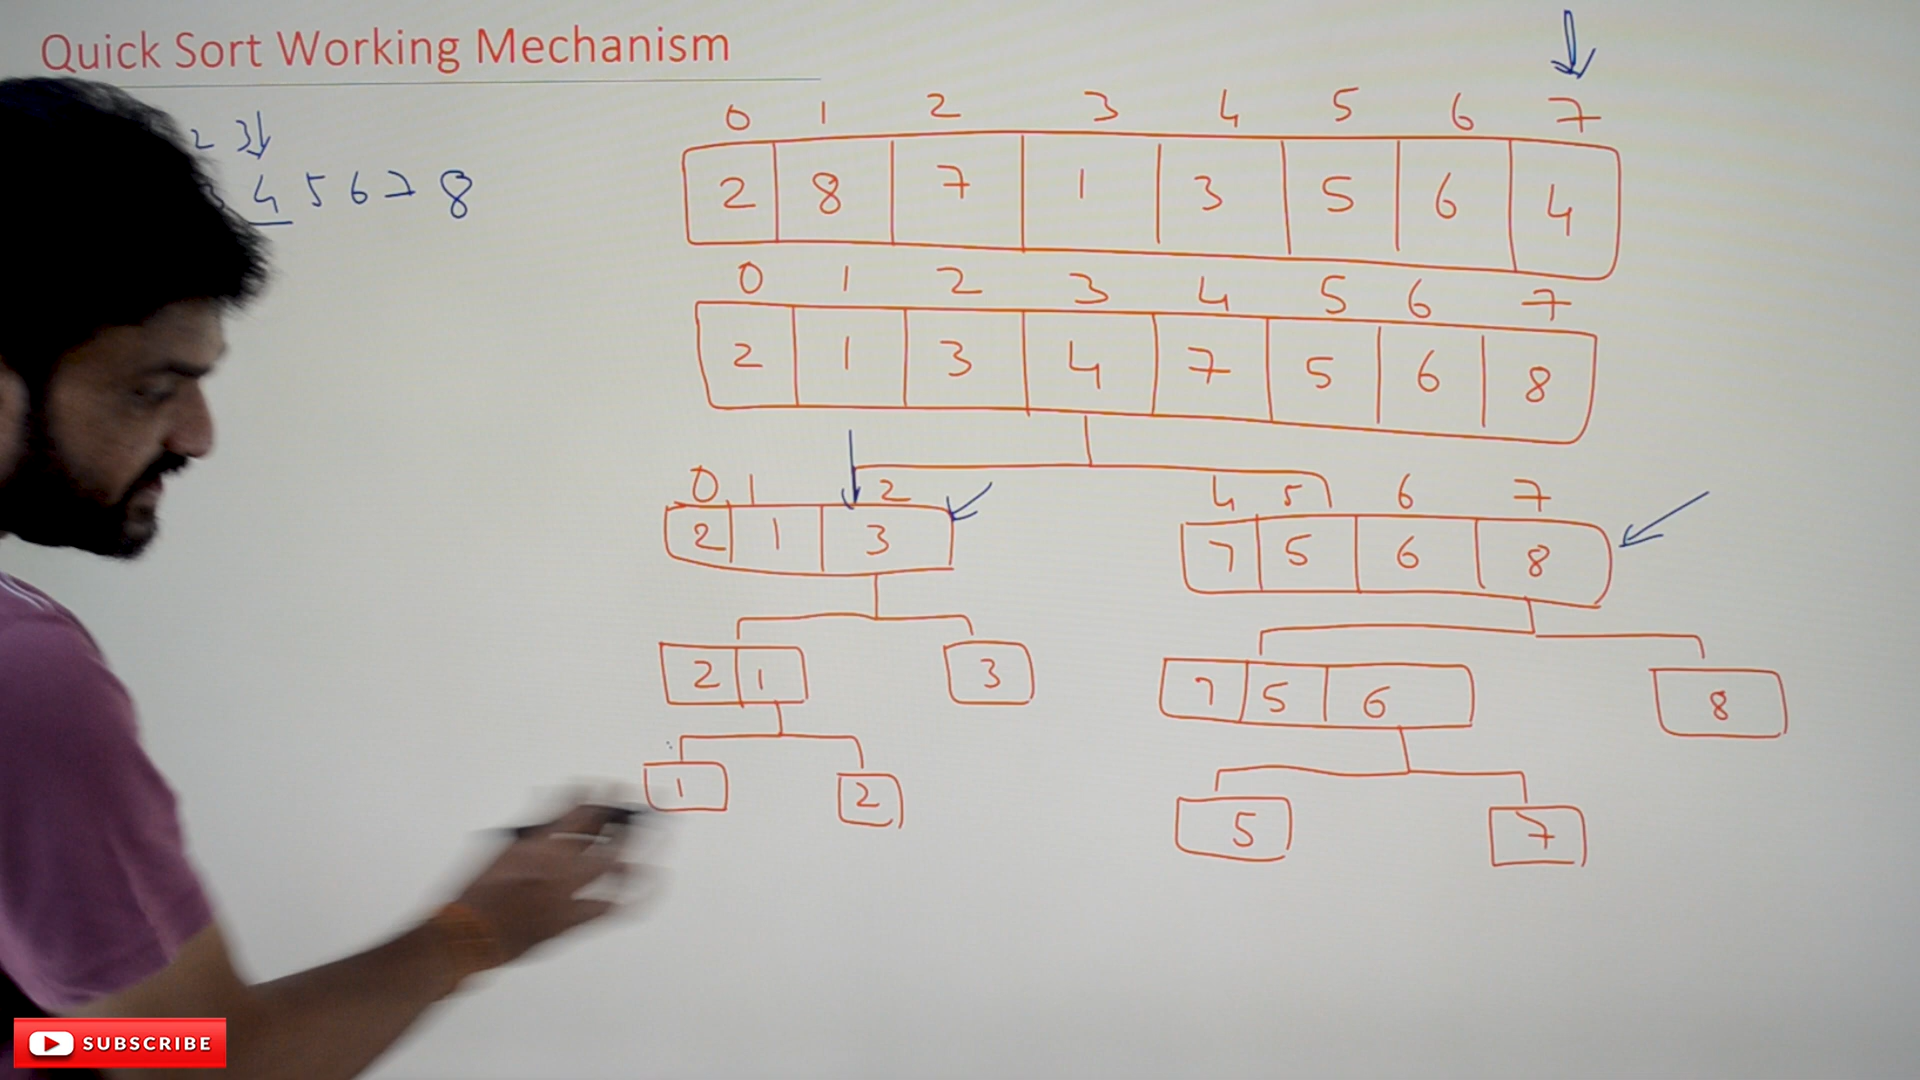 Quick Sort Working Mechanism
2 3
3 4 5 6 7 8
0 1 2 3 4 5 6 7
2 8 7 1 3 5 6 4
0 1 2 3 4 5 6 7
2 1 3 4 7 5 6 8
0 1 2 4 5 6 7
2 1 3 7 5 6 8
2 1 3 7 5 6 8
1 2 5 7
SUBSCRIBE